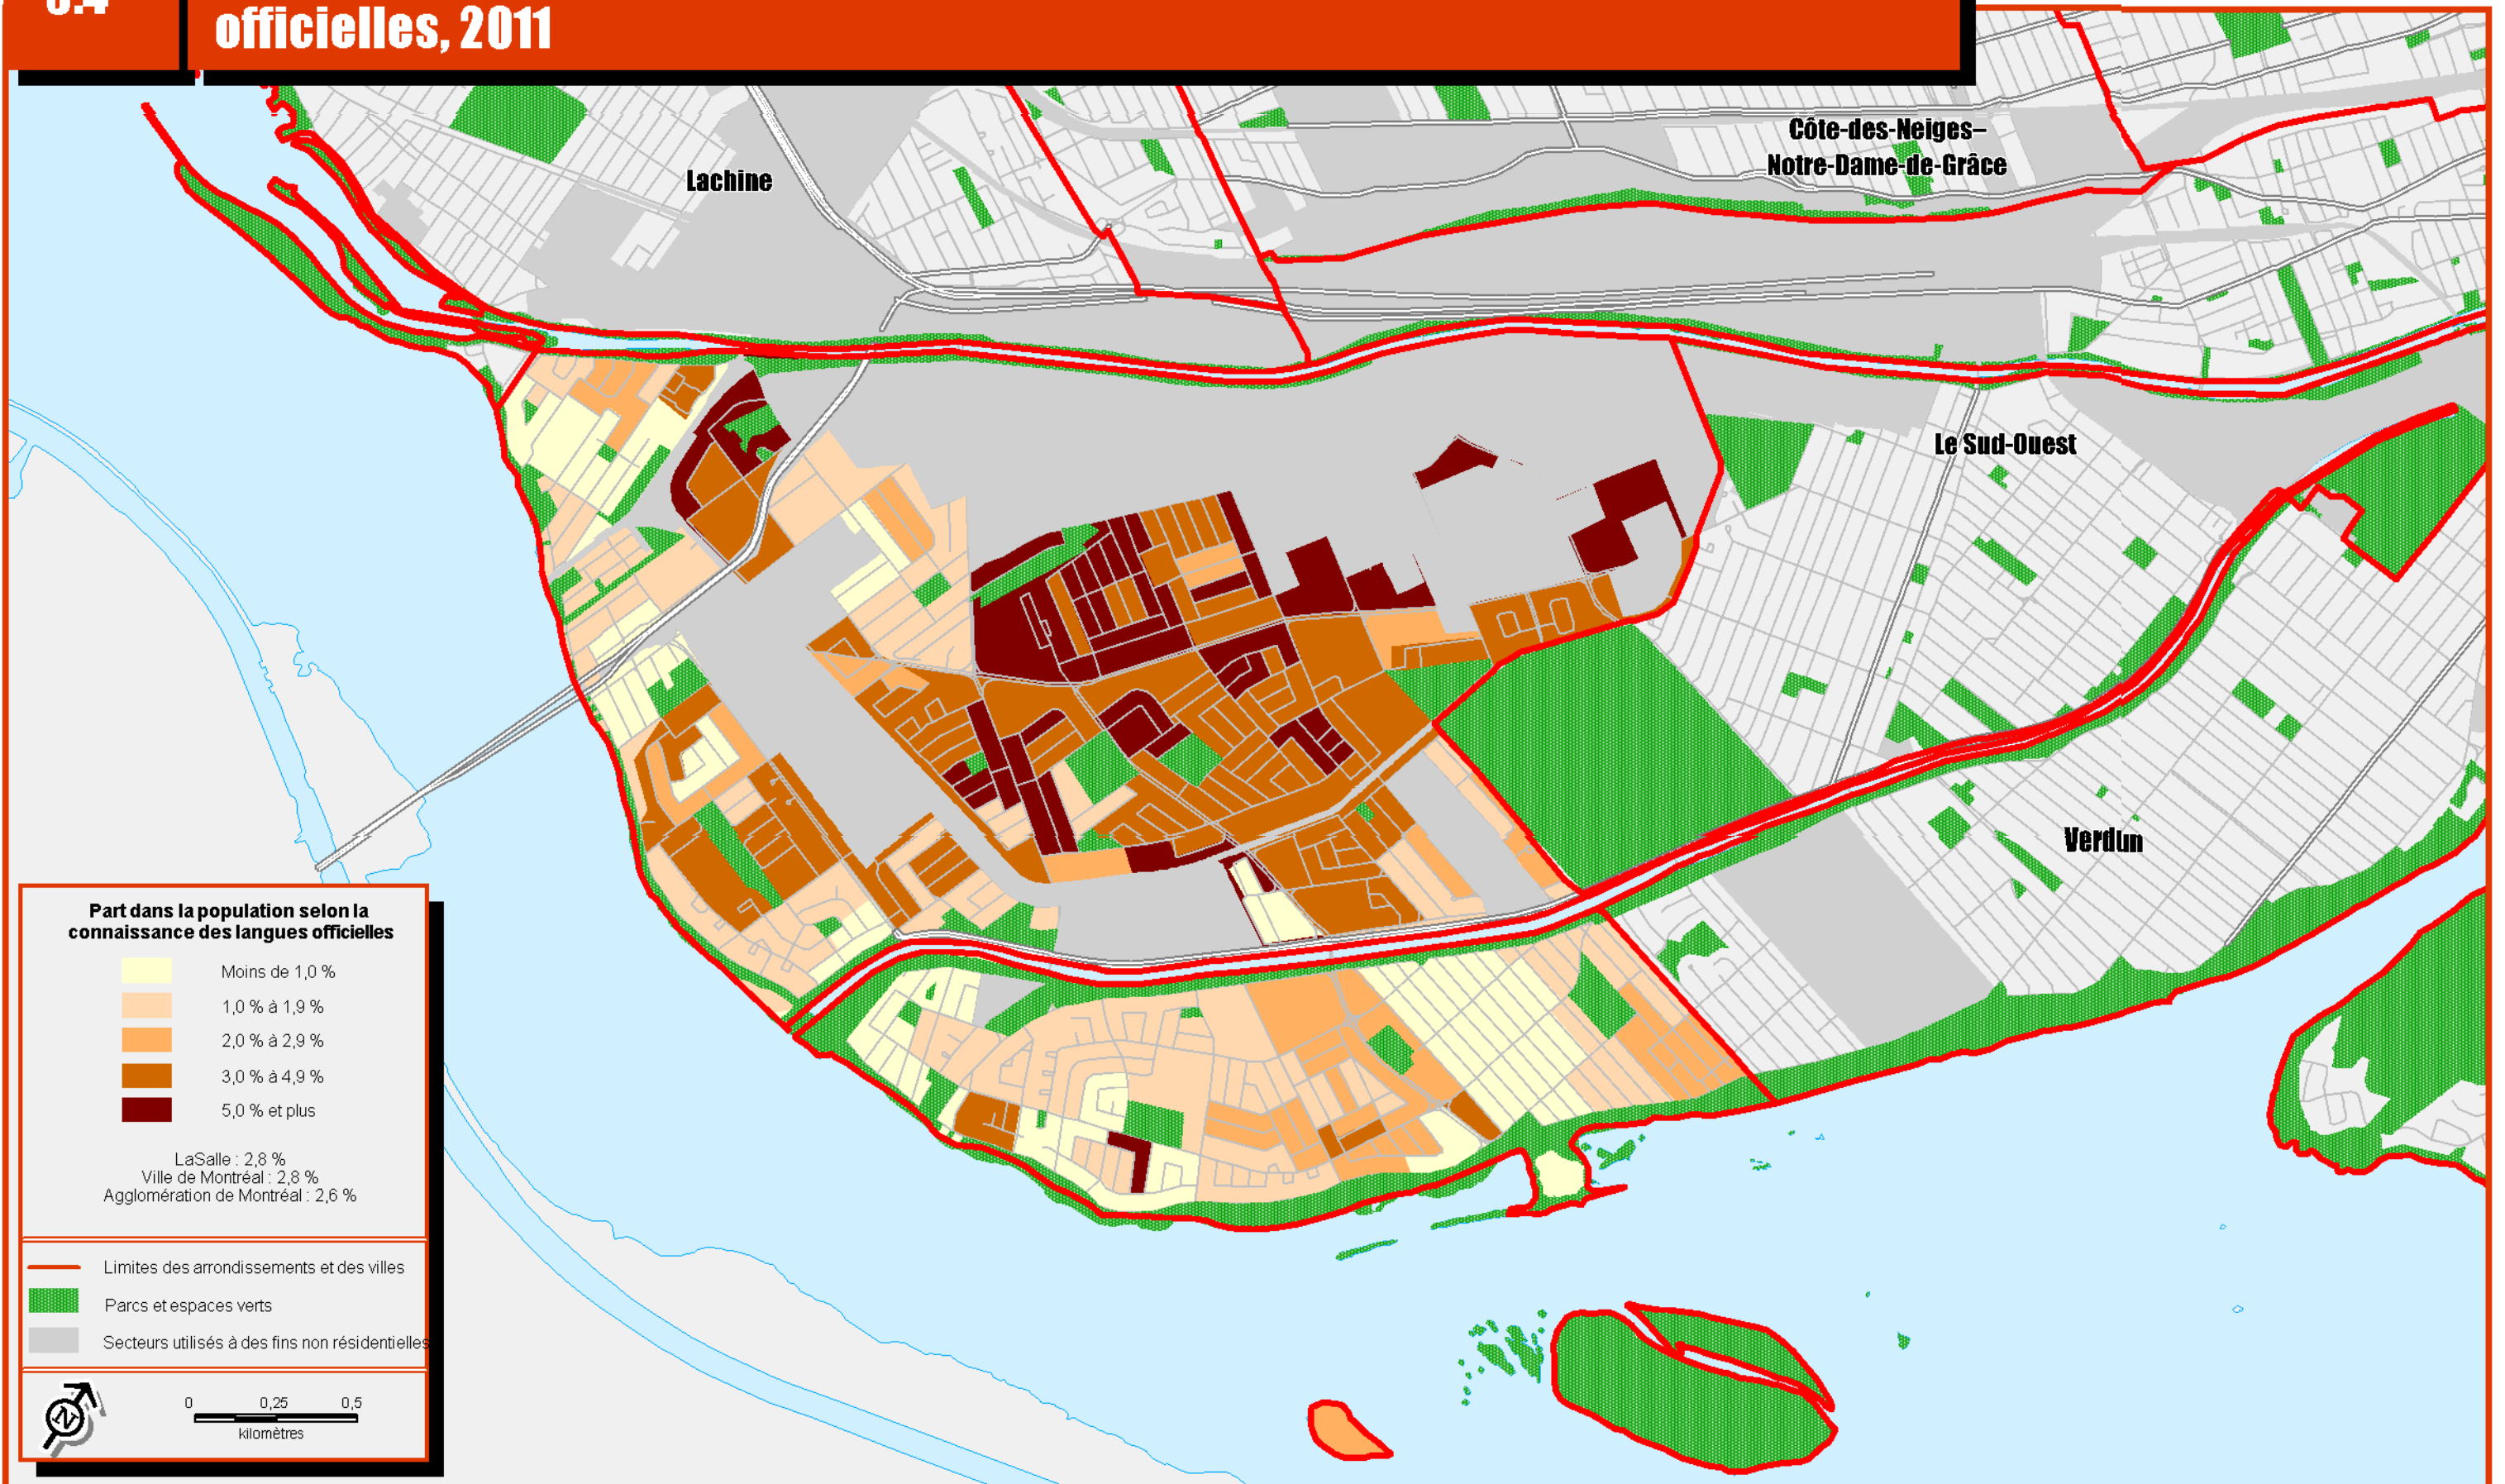 officielles, 2011
Côte-des-Neiges–
Notre-Dame-de-Grâce
Lachine
Le Sud-Ouest
Verdun
Part dans la population selon la
connaissance des langues officielles
Moins de 1,0 %
1,0 % à 1,9 %
2,0 % à 2,9 %
3,0 % à 4,9 %
5,0 % et plus
LaSalle : 2,8 %
Ville de Montréal : 2,8 %
Agglomération de Montréal : 2,6 %
Limites des arrondissements et des villes
Parcs et espaces verts
Secteurs utilisés à des fins non résidentielles
N
0 0,25 0,5
kilomètres